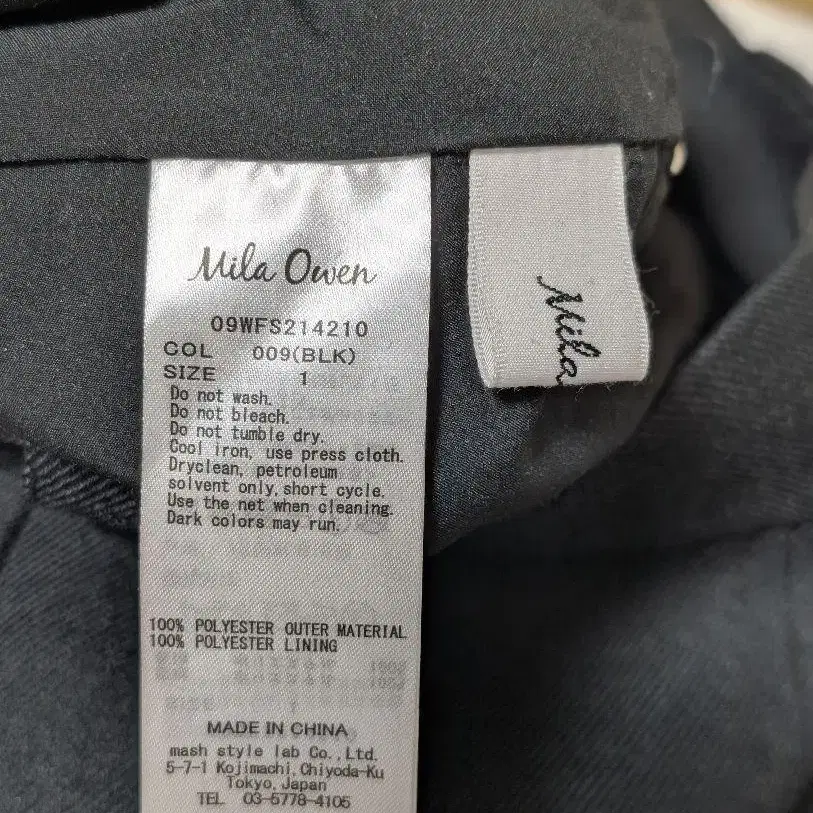 Mila Owen
09WFS214210
COL 009(BLK)
SIZE 1
Do not wash.
Do not bleach.
Do not tumble dry.
Cool iron, use press cloth.
Dryclean, petroleum
solvent only, short cycle.
Use the net when cleaning.
Dark colors may run.
100% POLYESTER OUTER MATERIAL
100% POLYESTER LINING
MADE IN CHINA
mash style lab Co.,Ltd.
5-7-1 Kojimachi,Chiyoda-Ku
Tokyo,Japan
TEL 03-5778-4105
Mila